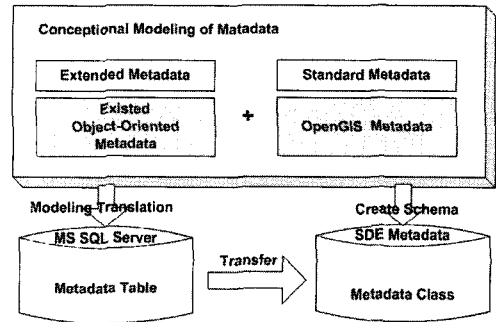 Conceptional Modeling of Matadata
Extended Metadata
Standard Metadata
Existed
Object-Oriented
Metadata
+
OpenGIS Metadata
Modeling Translation
Create Schema
MS SQL Server
SDE Metadata
Transfer
Metadata Table
Metadata Class